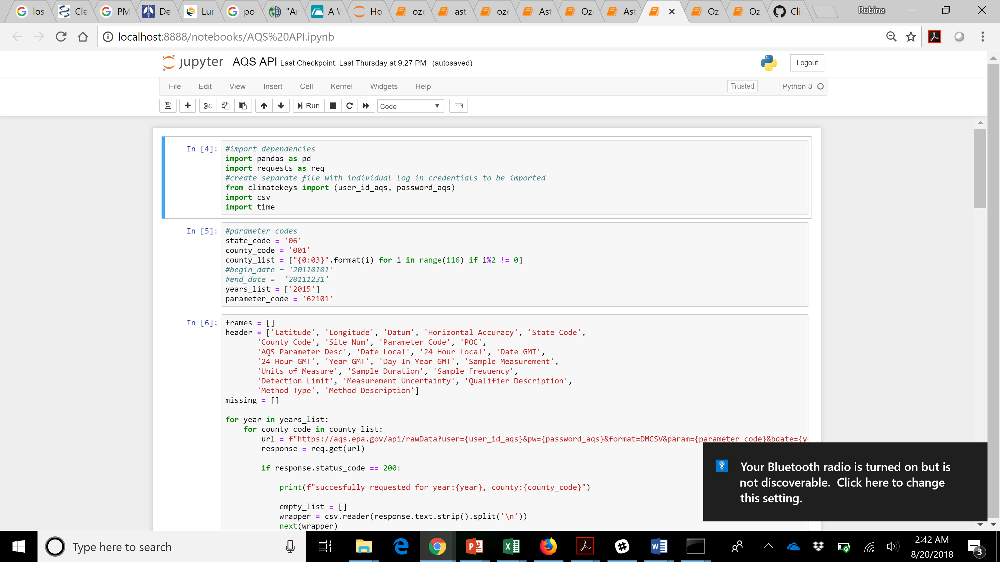 los
Cle
PM
De
Lur
pol
"Ar
A
Ho
ozo
ast
ozo
Ast
Oz
Ast
Oz
Oz
Cli
Robina
localhost:8888/notebooks/AQS%20API.ipynb
jupyter AQS API Last Checkpoint: Last Thursday at 9:27 PM (autosaved)
Logout
File Edit View Insert Cell Kernel Widgets Help
Trusted
Python 3
Run
Code
In [4]:
#import dependencies
import pandas as pd
import requests as req
#create separate file with individual log in credentials to be imported
from climatekeys import (user_id_aqs, password_aqs)
import csv
import time
In [5]:
#parameter codes
state_code = '06'
county_code = '001'
county_list = ["{0:03}".format(i) for i in range(116) if i%2 != 0]
#begin_date = '20110101'
#end_date =  '20111231'
years_list = ['2015']
parameter_code = '62101'
In [6]:
frames = []
header = ['Latitude', 'Longitude', 'Datum', 'Horizontal Accuracy', 'State Code',
'County Code', 'Site Num', 'Parameter Code', 'POC',
'AQS Parameter Desc', 'Date Local', '24 Hour Local', 'Date GMT',
'24 Hour GMT', 'Year GMT', 'Day In Year GMT', 'Sample Measurement',
'Units of Measure', 'Sample Duration', 'Sample Frequency',
'Detection Limit', 'Measurement Uncertainty', 'Qualifier Description',
'Method Type', 'Method Description']
missing = []
for year in years_list:
for county_code in county_list:
url = f"https://aqs.epa.gov/api/rawData?user={user_id_aqs}&pw={password_aqs}&format=DMCSV&param={parameter_code}&bdate={y
response = req.get(url)
if response.status_code == 200:
print(f"succesfully requested for year:{year}, county:{county_code}")
empty_list = []
wrapper = csv.reader(response.text.strip().split('\n'))
next(wrapper)
Your Bluetooth radio is turned on but is
not discoverable.  Click here to change
this setting.
Type here to search
2:42 AM
8/20/2018
3